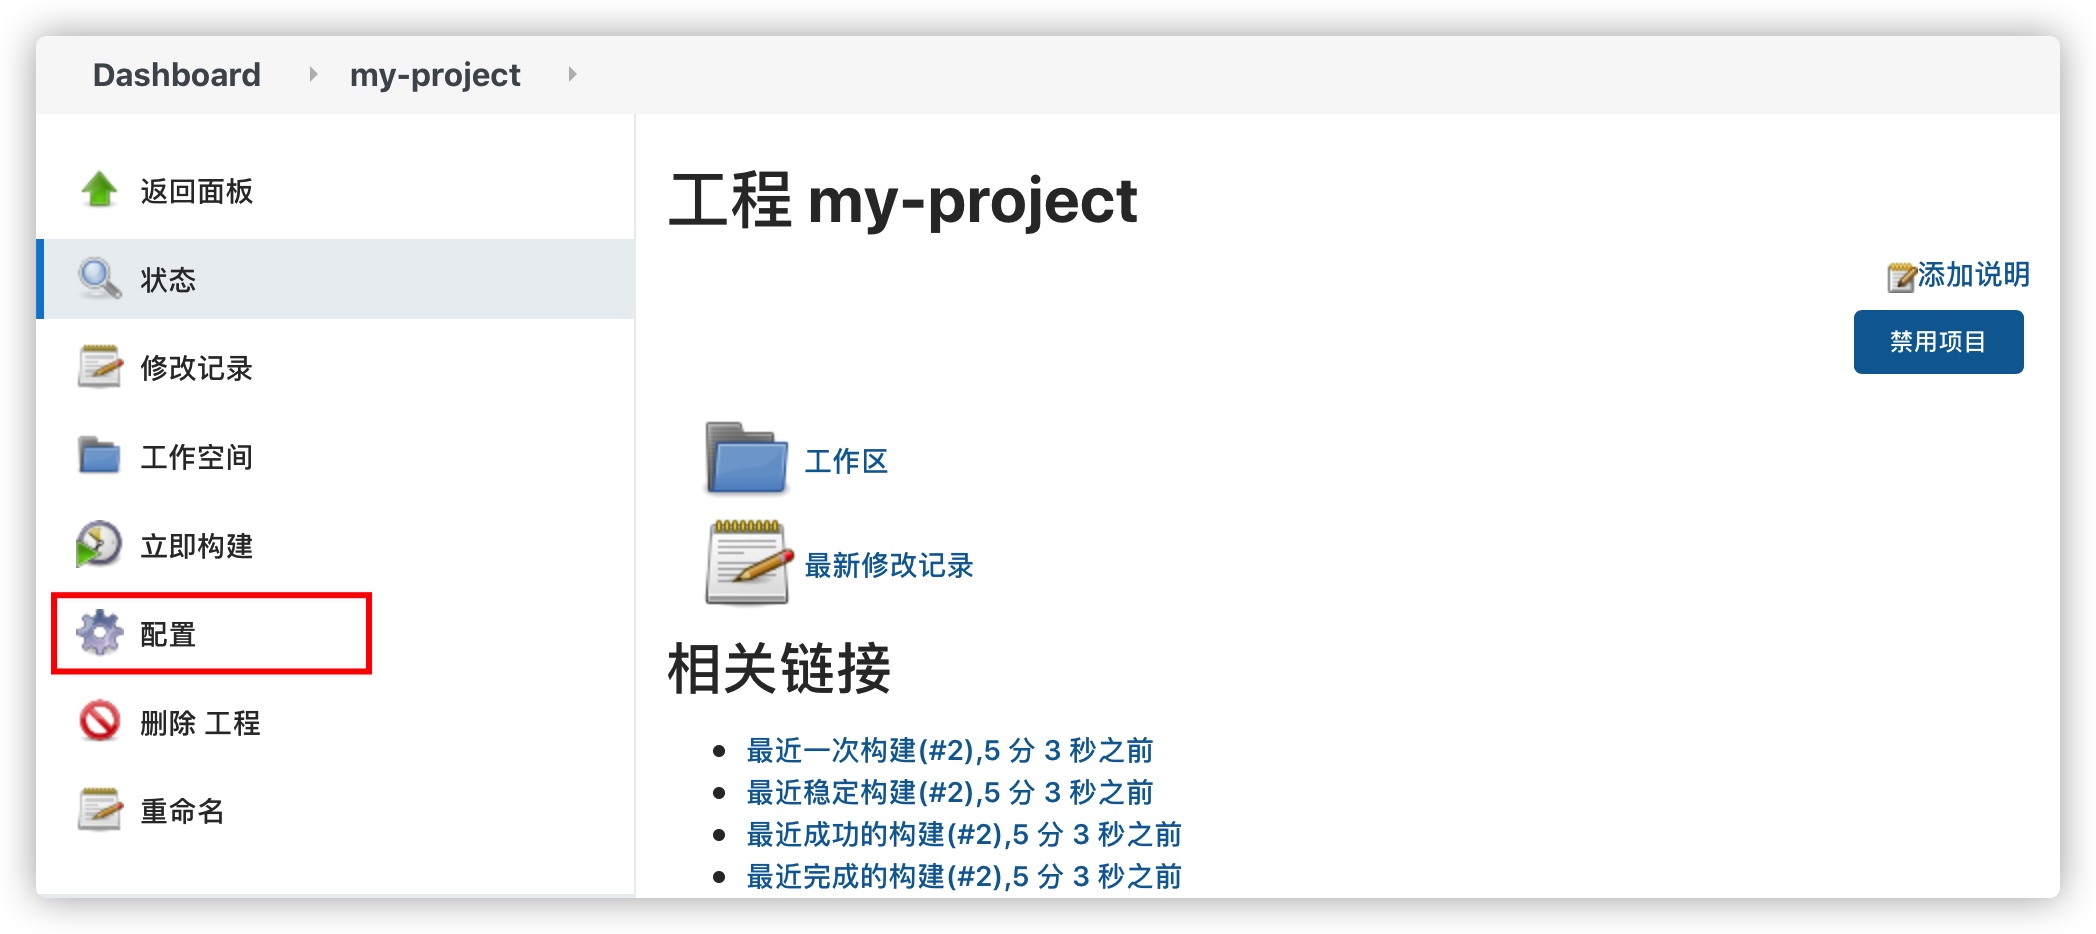 Dashboard
my-project
返回面板
状态
修改记录
工作空间
立即构建
配置
删除 工程
重命名
工程 my-project
添加说明
禁用项目
工作区
最新修改记录
相关链接
最近一次构建(#2),5 分 3 秒之前
最近稳定构建(#2),5 分 3 秒之前
最近成功的构建(#2),5 分 3 秒之前
最近完成的构建(#2),5 分 3 秒之前